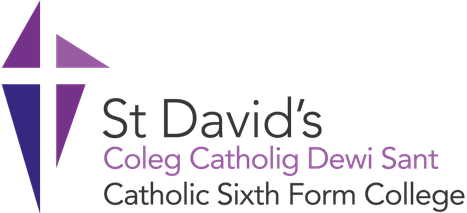 St David's
Coleg Catholig Dewi Sant
Catholic Sixth Form College